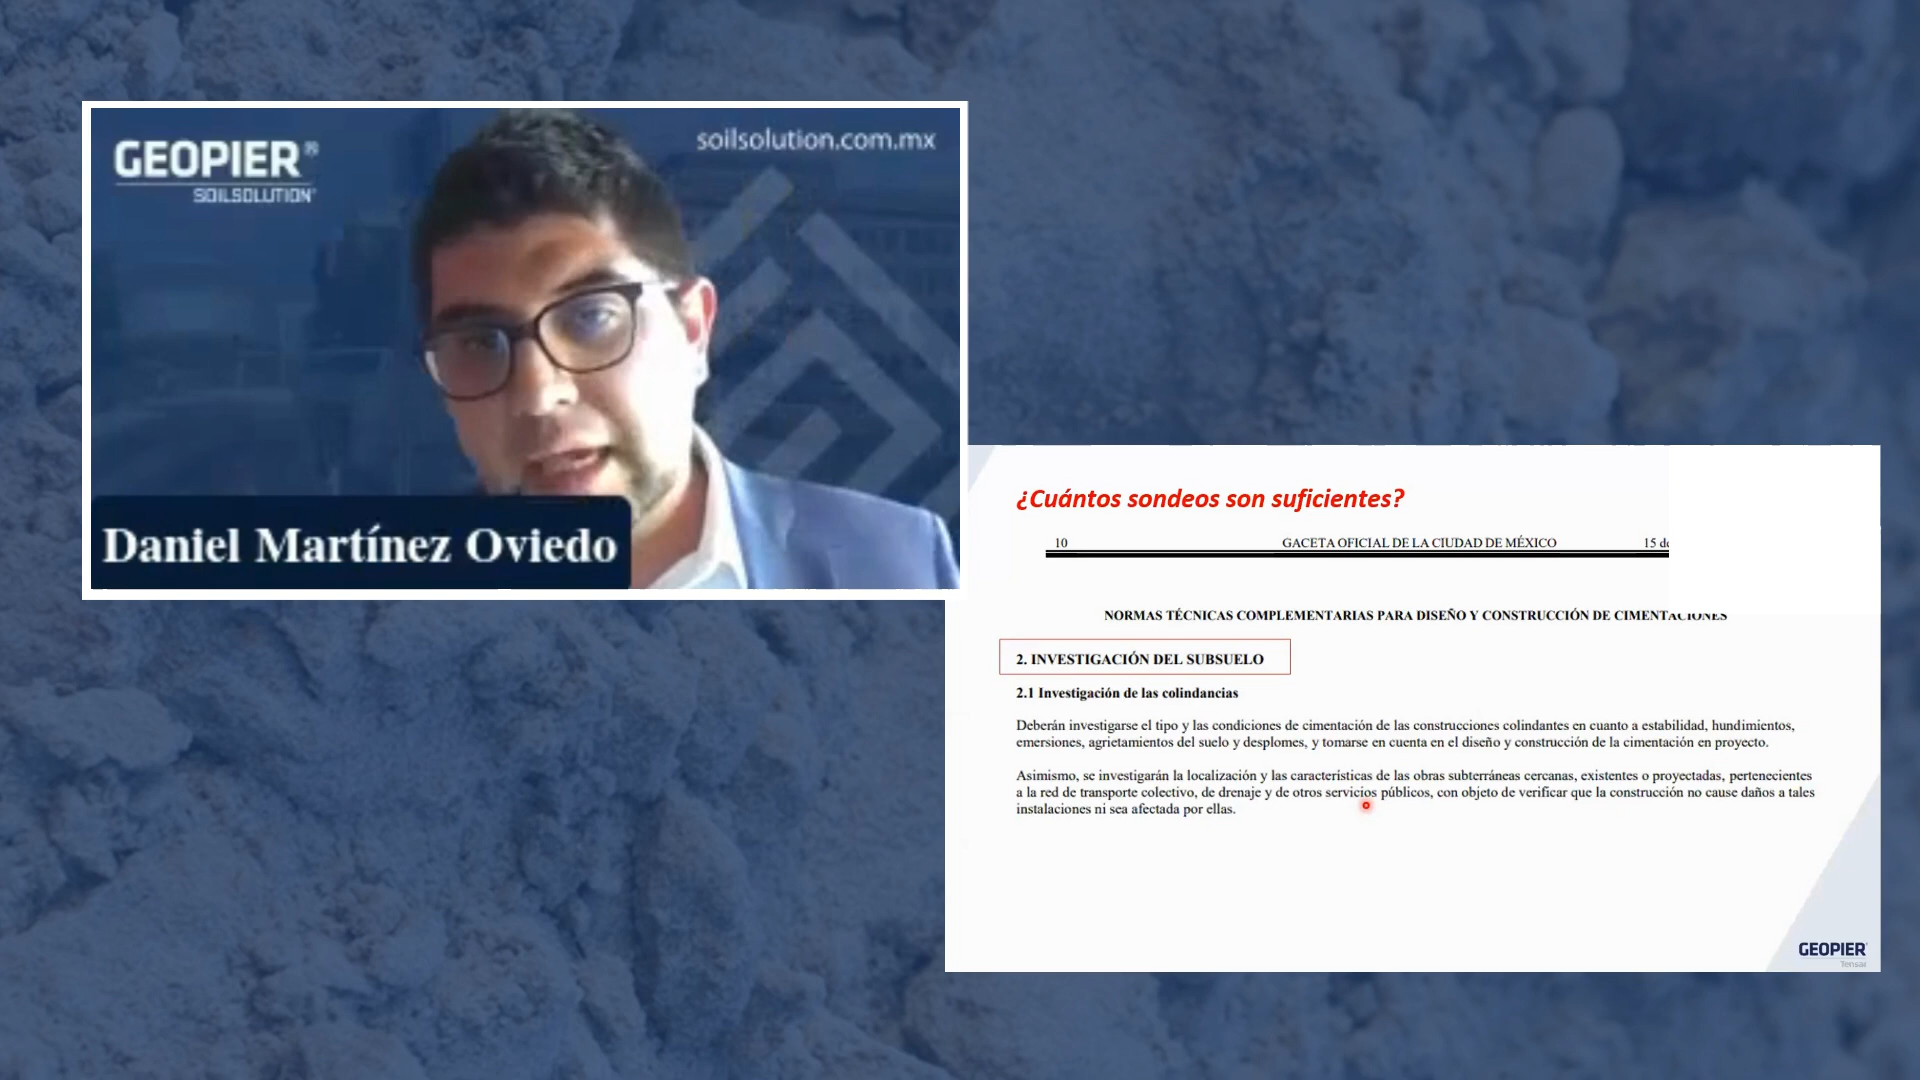 GEOPIER®
SOILSOLUTION
soilsolution.com.mx
Daniel Martínez Oviedo
¿Cuántos sondeos son suficientes?
10 GACETA OFICIAL DE LA CIUDAD DE MÉXICO 15
NORMAS TÉCNICAS COMPLEMENTARIAS PARA DISEÑO Y CONSTRUCCIÓN DE CIMENTACIONES
2. INVESTIGACIÓN DEL SUBSUELO
2.1 Investigación de las colindancias
Deberán investigarse el tipo y las condiciones de cimentación de las construcciones colindantes en cuanto a estabilidad, hundimientos,
emersiones, agrietamientos del suelo y desplomes, y tomarse en cuenta en el diseño y construcción de la cimentación en proyecto.
Asimismo, se investigarán la localización y las características de las obras subterráneas cercanas, existentes o proyectadas, pertenecientes
a la red de transporte colectivo, de drenaje y de otros servicios públicos, con objeto de verificar que la construcción no cause daños a tales
instalaciones ni sea afectada por ellas.
GEOPIER
Tensar